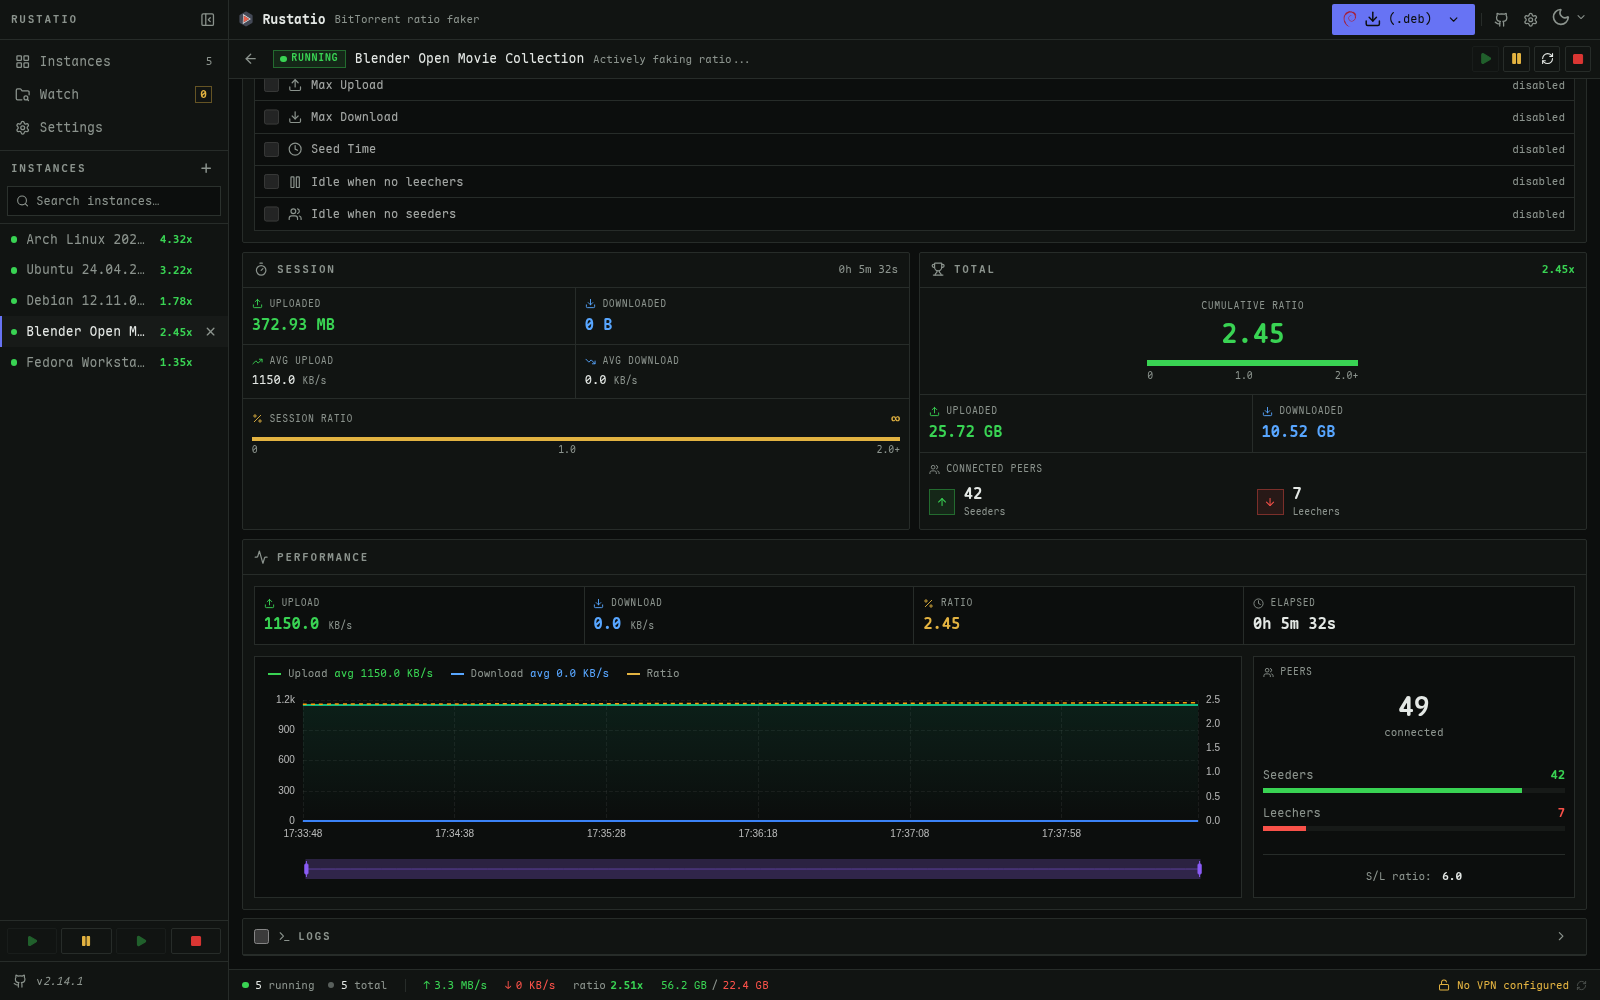 RUSTATIO
Rustatio BitTorrent ratio faker
(.deb)
Instances 5
Watch 0
Settings
INSTANCES
Search instances…
Arch Linux 202… 4.32x
Ubuntu 24.04.2… 3.22x
Debian 12.11.0… 1.78x
Blender Open M… 2.45x
Fedora Worksta… 1.35x
v2.14.1
RUNNING Blender Open Movie Collection Actively faking ratio...
Max Upload disabled
Max Download disabled
Seed Time disabled
Idle when no leechers disabled
Idle when no seeders disabled
SESSION 0h 5m 32s
UPLOADED
372.93 MB
DOWNLOADED
0 B
AVG UPLOAD
1150.0 KB/s
AVG DOWNLOAD
0.0 KB/s
SESSION RATIO ∞
0 1.0 2.0+
TOTAL 2.45x
CUMULATIVE RATIO
2.45
0 1.0 2.0+
UPLOADED
25.72 GB
DOWNLOADED
10.52 GB
CONNECTED PEERS
42
Seeders
7
Leechers
PERFORMANCE
UPLOAD
1150.0 KB/s
DOWNLOAD
0.0 KB/s
RATIO
2.45
ELAPSED
0h 5m 32s
Upload avg 1150.0 KB/s Download avg 0.0 KB/s Ratio
1.2k
900
600
300
0
2.5
2.0
1.5
1.0
0.5
0.0
17:33:48 17:34:38 17:35:28 17:36:18 17:37:08 17:37:58
PEERS
49
connected
Seeders 42
Leechers 7
S/L ratio: 6.0
LOGS
5 running 5 total 3.3 MB/s 0 KB/s ratio 2.51x 56.2 GB / 22.4 GB
No VPN configured